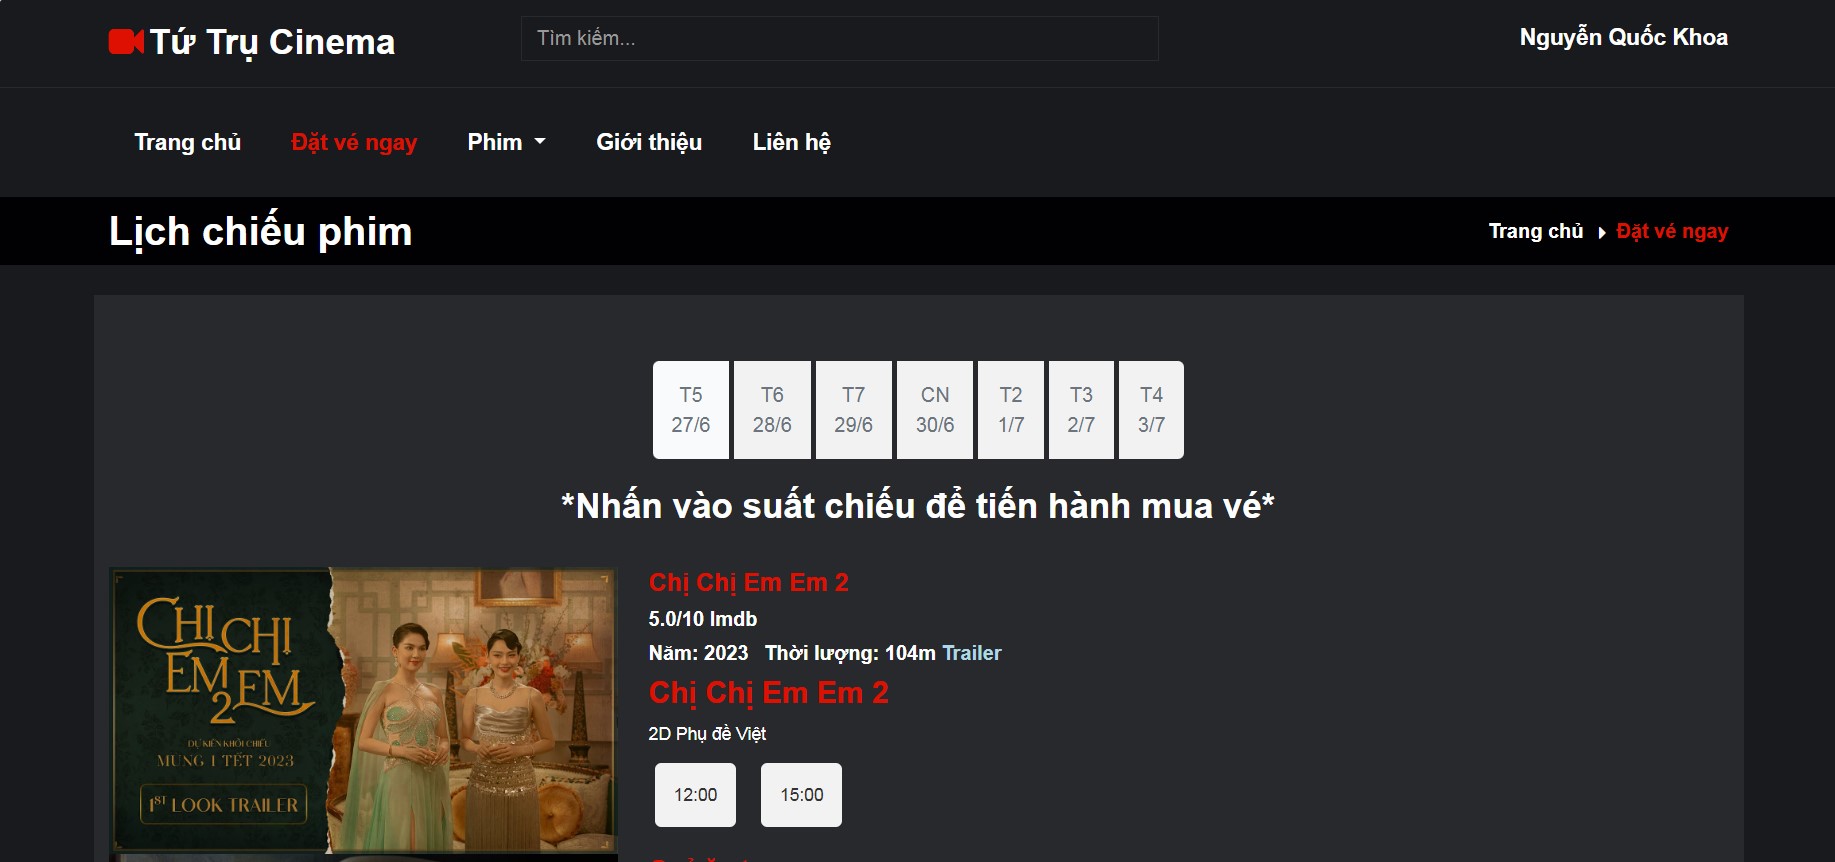 Tứ Trụ Cinema
Tìm kiếm...
Nguyễn Quốc Khoa
Trang chủ Đặt vé ngay Phim Giới thiệu Liên hệ
Lịch chiếu phim
Trang chủ Đặt vé ngay
T5 T6 T7 CN T2 T3 T4
27/6 28/6 29/6 30/6 1/7 2/7 3/7
*Nhấn vào suất chiếu để tiến hành mua vé*
CHỊ CHỊ
EM EM
2
DỰ KIẾN KHỞI CHIẾU
MÙNG 1 TẾT 2023
1ST LOOK TRAILER
Chị Chị Em Em 2
5.0/10 Imdb
Năm: 2023 Thời lượng: 104m Trailer
Chị Chị Em Em 2
2D Phụ đề Việt
12:00 15:00